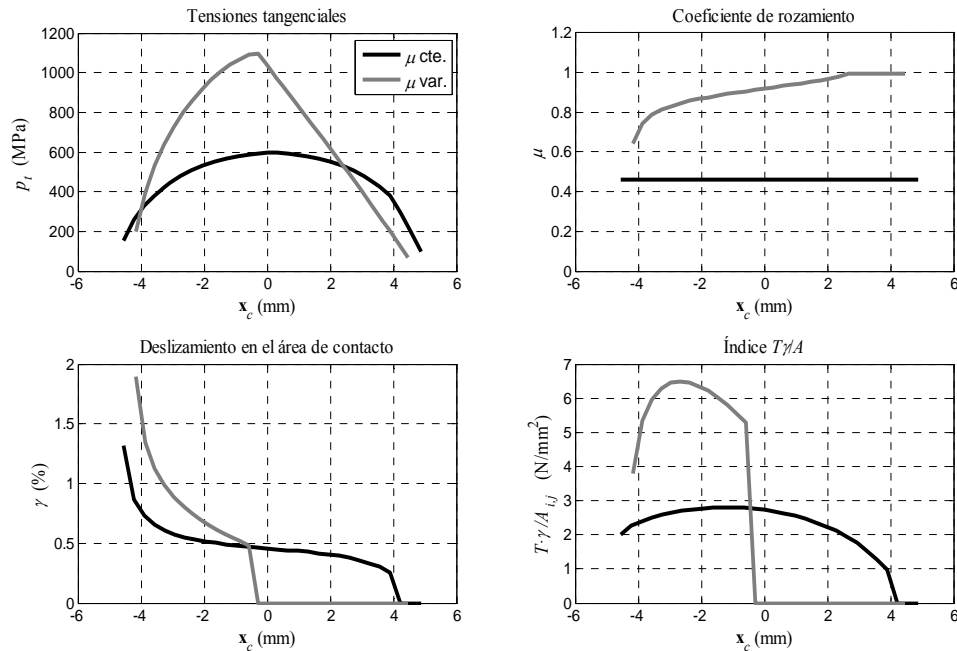 Tensiones tangenciales
1200
1000
800
600
400
200
0
p_t (MPa)
μ cte.
μ var.
-6 -4 -2 0 2 4 6
x_c (mm)
Coeficiente de rozamiento
1.2
1
0.8
0.6
0.4
0.2
0
μ
-6 -4 -2 0 2 4 6
x_c (mm)
Deslizamiento en el área de contacto
2
1.5
1
0.5
0
γ (%)
-6 -4 -2 0 2 4 6
x_c (mm)
Índice Tγ/A
7
6
5
4
3
2
1
0
T·γ/A_{i,j} (N/mm²)
-6 -4 -2 0 2 4 6
x_c (mm)